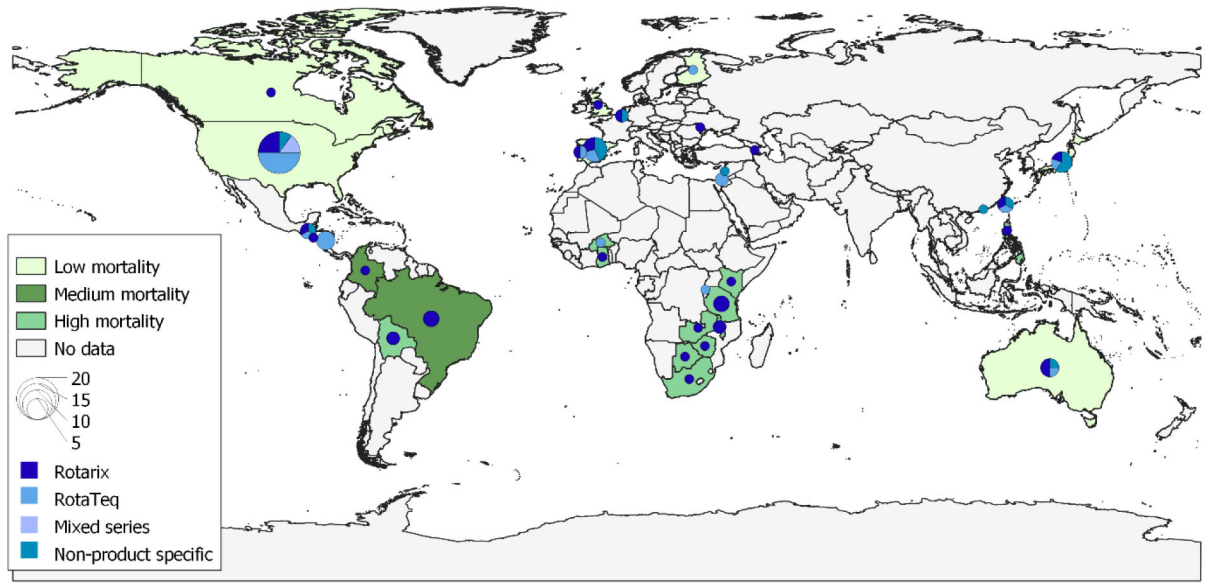 Low mortality
Medium mortality
High mortality
No data
20
15
10
5
Rotarix
RotaTeq
Mixed series
Non-product specific